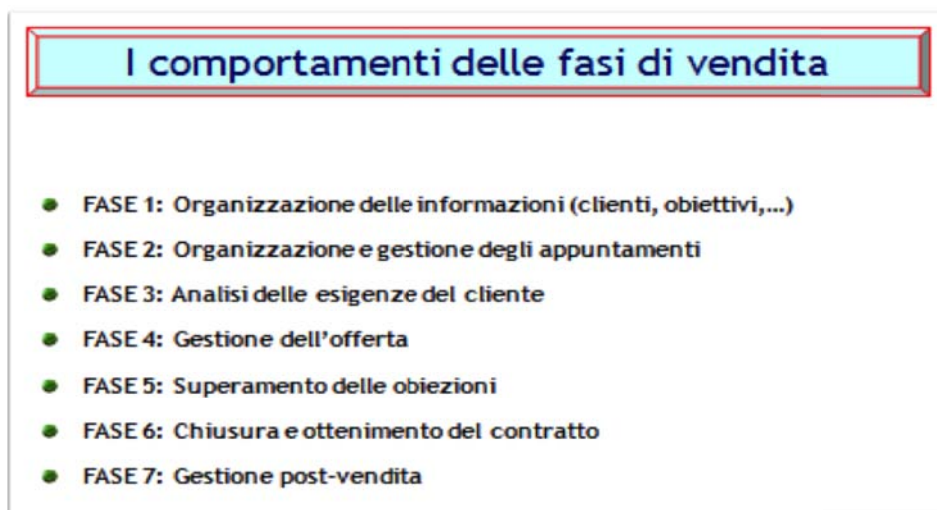 I comportamenti delle fasi di vendita
FASE 1: Organizzazione delle informazioni (clienti, obiettivi,...)
FASE 2: Organizzazione e gestione degli appuntamenti
FASE 3: Analisi delle esigenze del cliente
FASE 4: Gestione dell'offerta
FASE 5: Superamento delle obiezioni
FASE 6: Chiusura e ottenimento del contratto
FASE 7: Gestione post-vendita